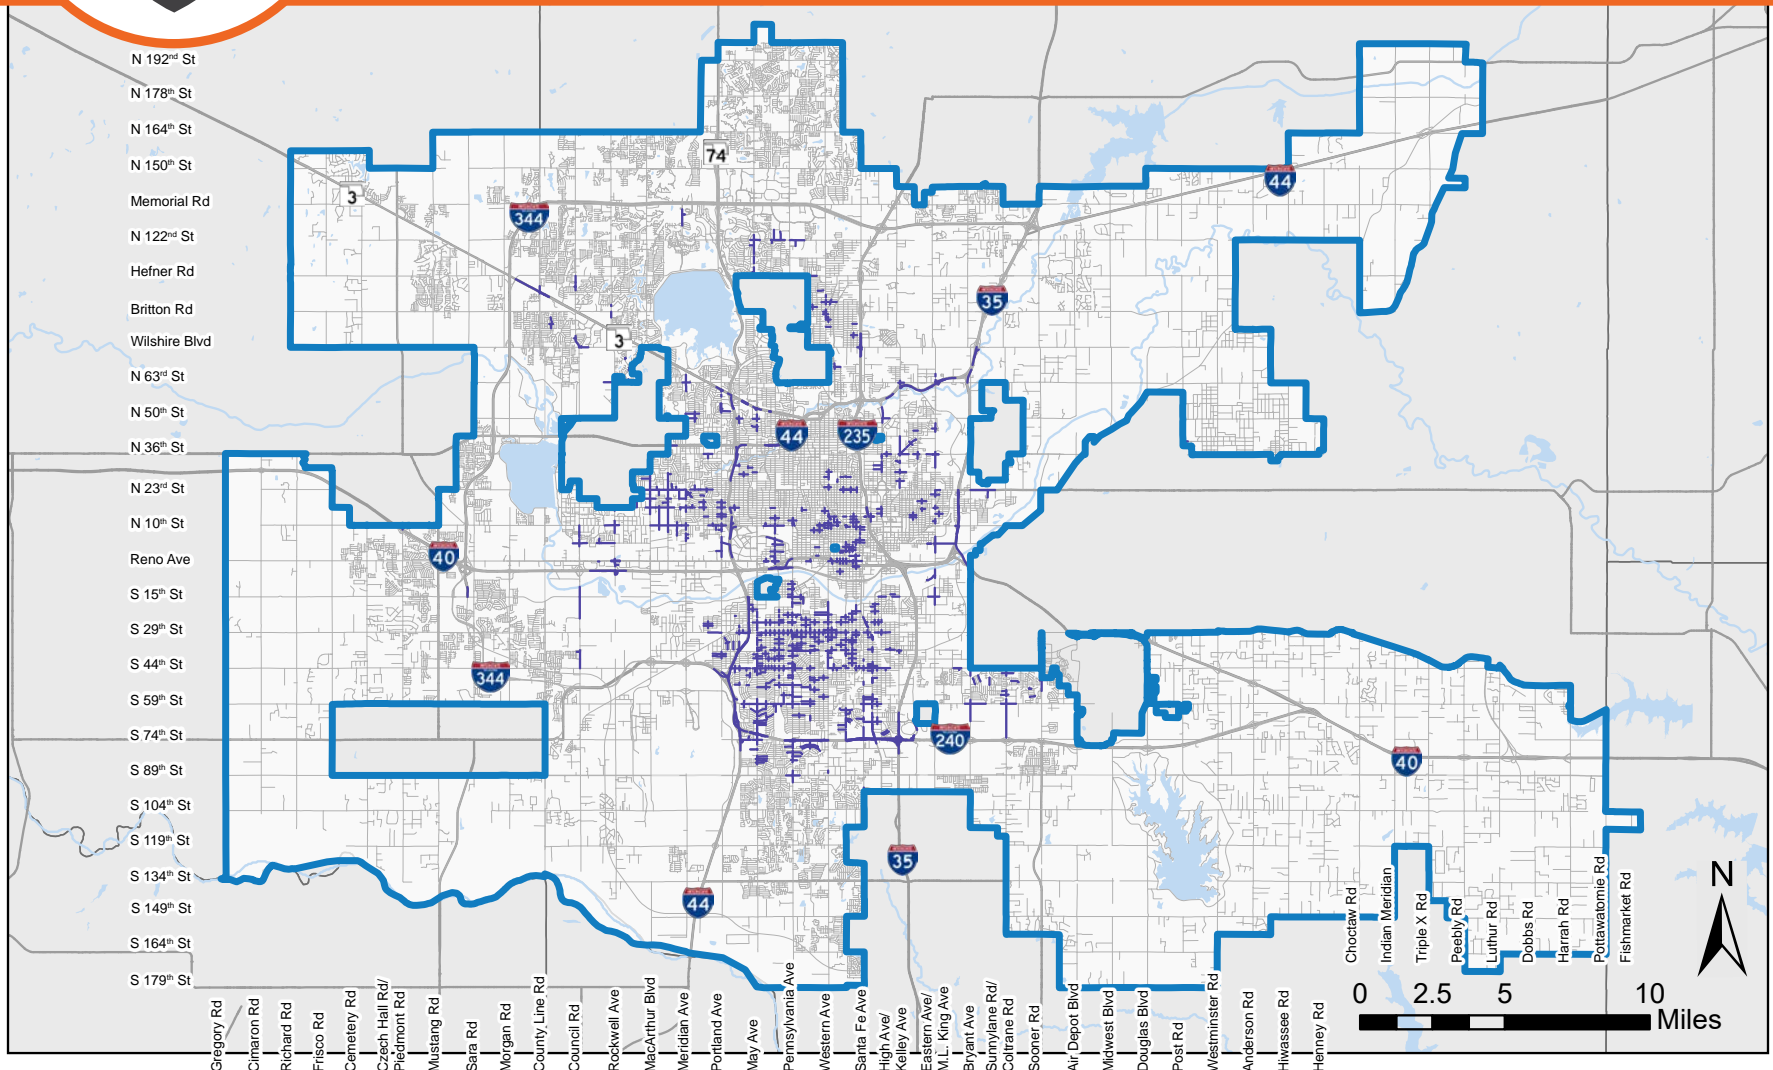 N 192nd St
N 178th St
N 164th St
N 150th St
Memorial Rd
N 122nd St
Hefner Rd
Britton Rd
Wilshire Blvd
N 63rd St
N 50th St
N 36th St
N 23rd St
N 10th St
Reno Ave
S 15th St
S 29th St
S 44th St
S 59th St
S 74th St
S 89th St
S 104th St
S 119th St
S 134th St
S 149th St
S 164th St
S 179th St
74
3
344
44
35
3
44
235
40
344
240
40
35
44
Gregory Rd
Cimarron Rd
Richard Rd
Frisco Rd
Cemetery Rd
Czech Hall Rd/
Piedmont Rd
Mustang Rd
Sara Rd
Morgan Rd
County Line Rd
Council Rd
Rockwell Ave
MacArthur Blvd
Meridian Ave
Portland Ave
May Ave
Pennsylvania Ave
Western Ave
Santa Fe Ave
High Ave/
Kelley Ave
Eastern Ave/
M.L. King Ave
Bryant Ave
Sunnylane Rd/
Coltrane Rd
Sooner Rd
Air Depot Blvd
Midwest Blvd
Douglas Blvd
Post Rd
Westminster Rd
Anderson Rd
Hiwassee Rd
Henney Rd
Choctaw Rd
Indian Meridian
Triple X Rd
Peebly Rd
Luthur Rd
Dobbs Rd
Harrah Rd
Pottawatomie Rd
Fishmarket Rd
N
0 2.5 5 10
Miles